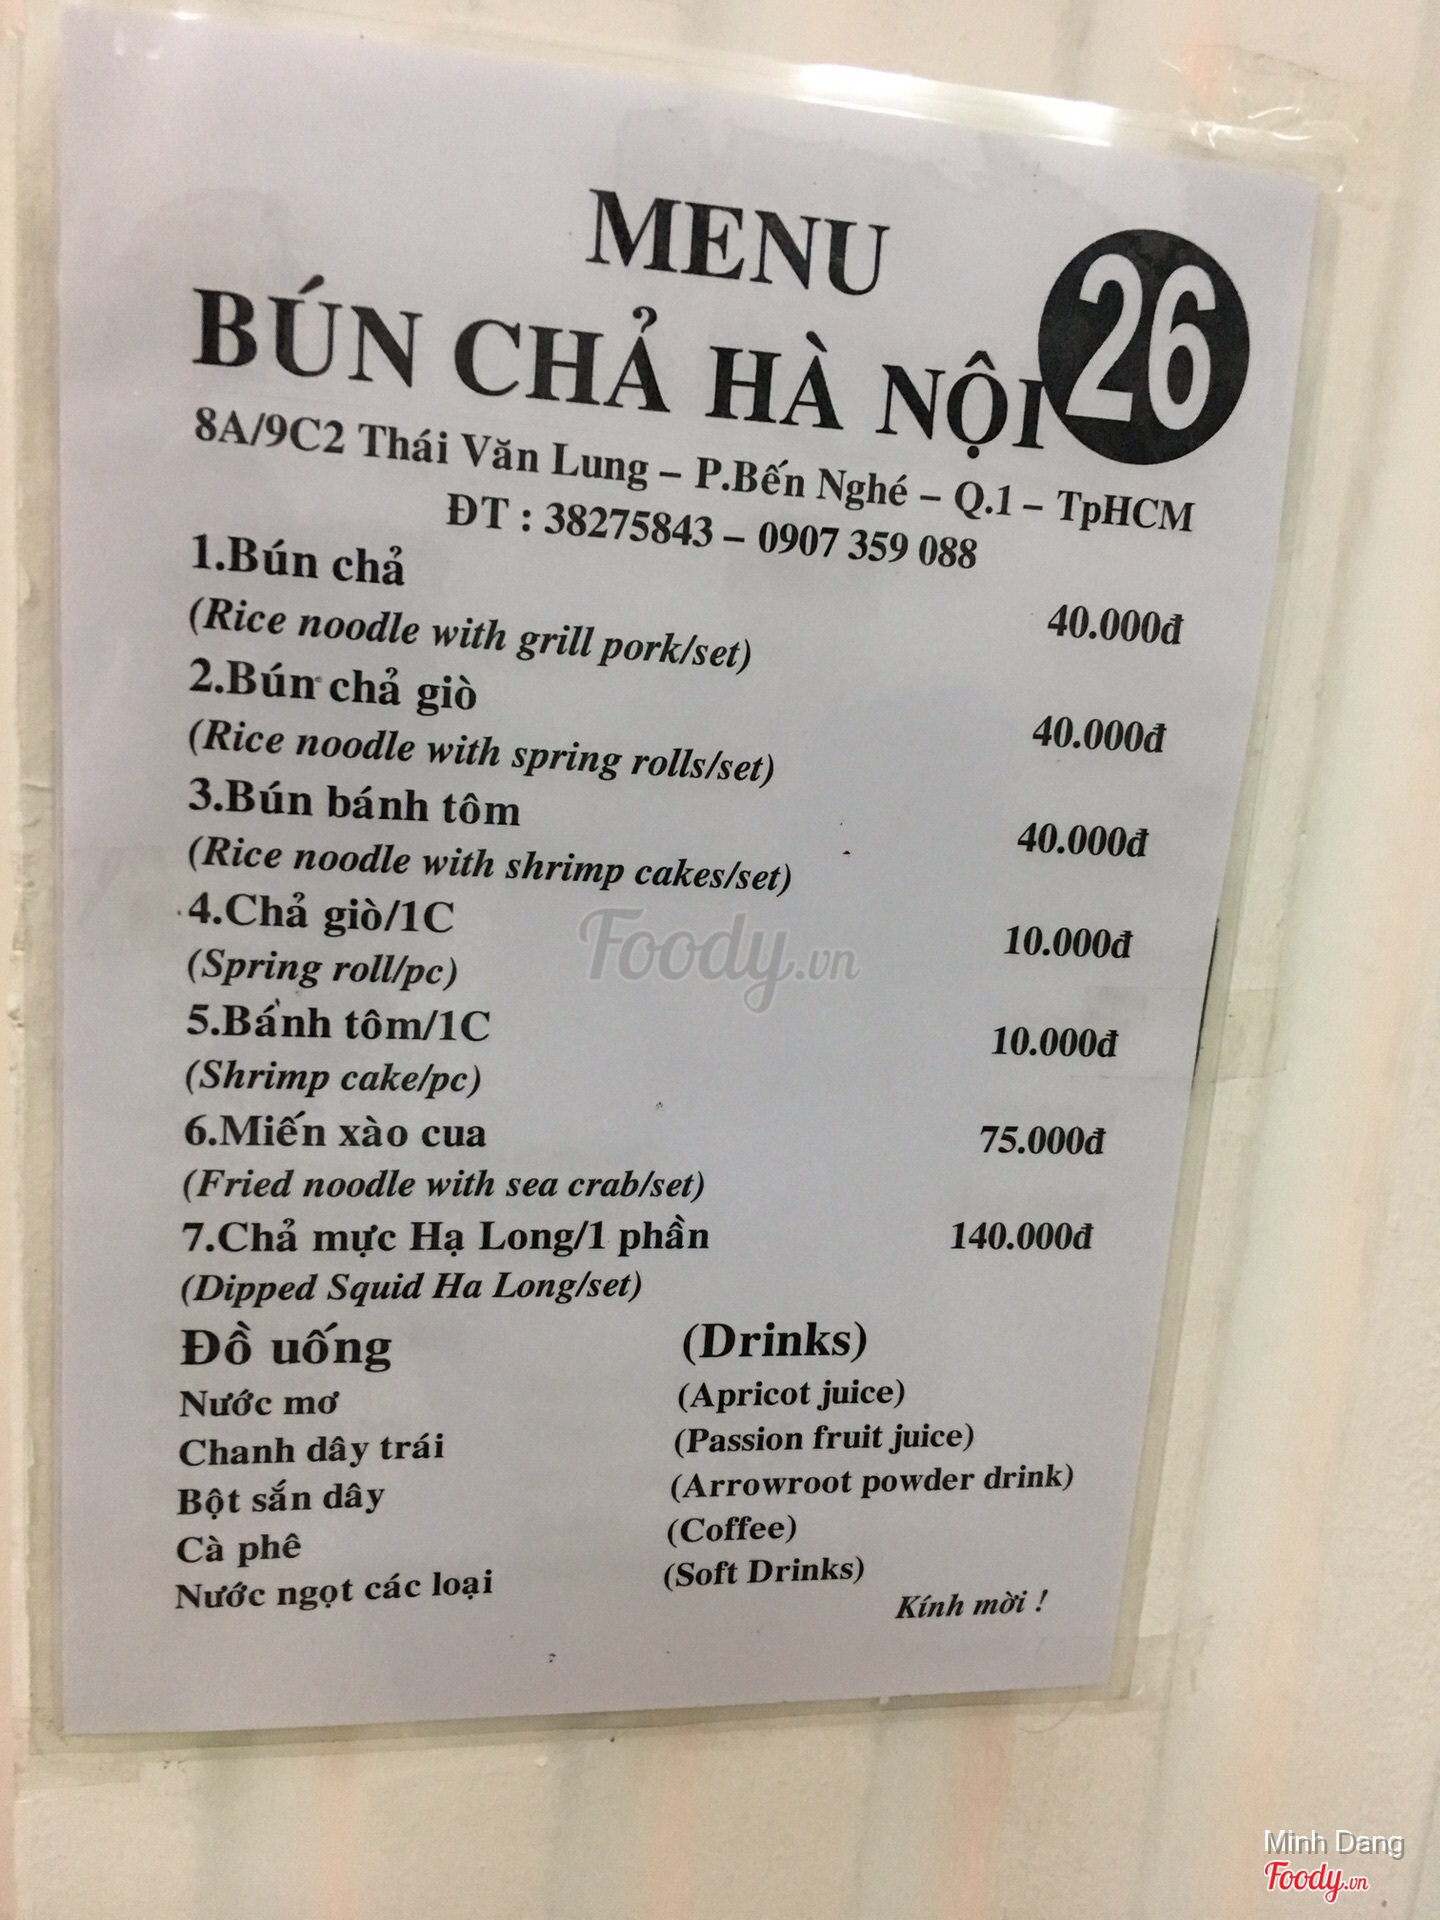 MENU
BÚN CHẢ HÀ NỘI 26
8A/9C2 Thái Văn Lung – P.Bến Nghé – Q.1 – TpHCM
ĐT : 38275843 – 0907 359 088
1.Bún chả
(Rice noodle with grill pork/set) 40.000đ
2.Bún chả giò
(Rice noodle with spring rolls/set) 40.000đ
3.Bún bánh tôm
(Rice noodle with shrimp cakes/set) 40.000đ
4.Chả giò/1C 10.000đ
(Spring roll/pc)
5.Bánh tôm/1C 10.000đ
(Shrimp cake/pc)
6.Miến xào cua 75.000đ
(Fried noodle with sea crab/set)
7.Chả mực Hạ Long/1 phần 140.000đ
(Dipped Squid Ha Long/set)
Đồ uống (Drinks)
Nước mơ (Apricot juice)
Chanh dây trái (Passion fruit juice)
Bột sắn dây (Arrowroot powder drink)
Cà phê (Coffee)
Nước ngọt các loại (Soft Drinks)
Kính mời !
Foody.vn
Minh Dang
Foody.vn